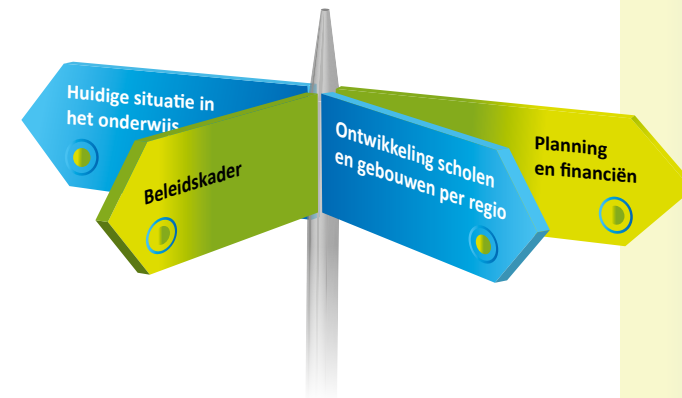 Huidige situatie in
het onderwijs
Beleidskader
Ontwikkeling scholen
en gebouwen per regio
Planning
en financiën